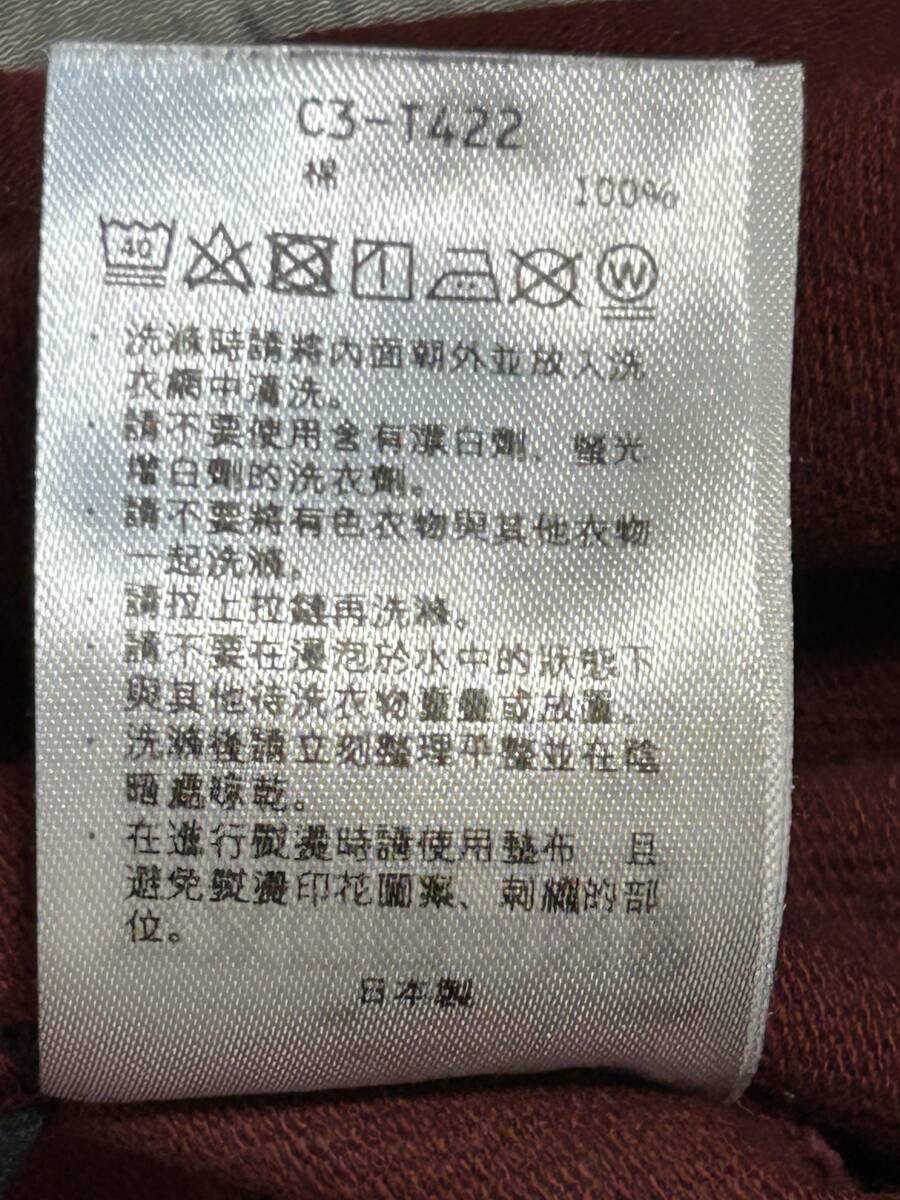 C3-T422
棉 100%
40
W
・洗滌時請將內面朝外並放入洗
衣網中清洗。
・請不要使用含有漂白劑、螢光
增白劑的洗衣劑。
・請不要將有色衣物與其他衣物
一起洗滌。
・請拉上拉鏈再洗滌。
・請不要在浸泡於水中的狀態下
與其他待洗衣物重疊或放置。
・洗滌後請立刻整理平整並在陰
暗處晾乾。
・在進行熨燙時請使用墊布 且
避免熨燙印花圖案、刺繡的部
位。
日本製